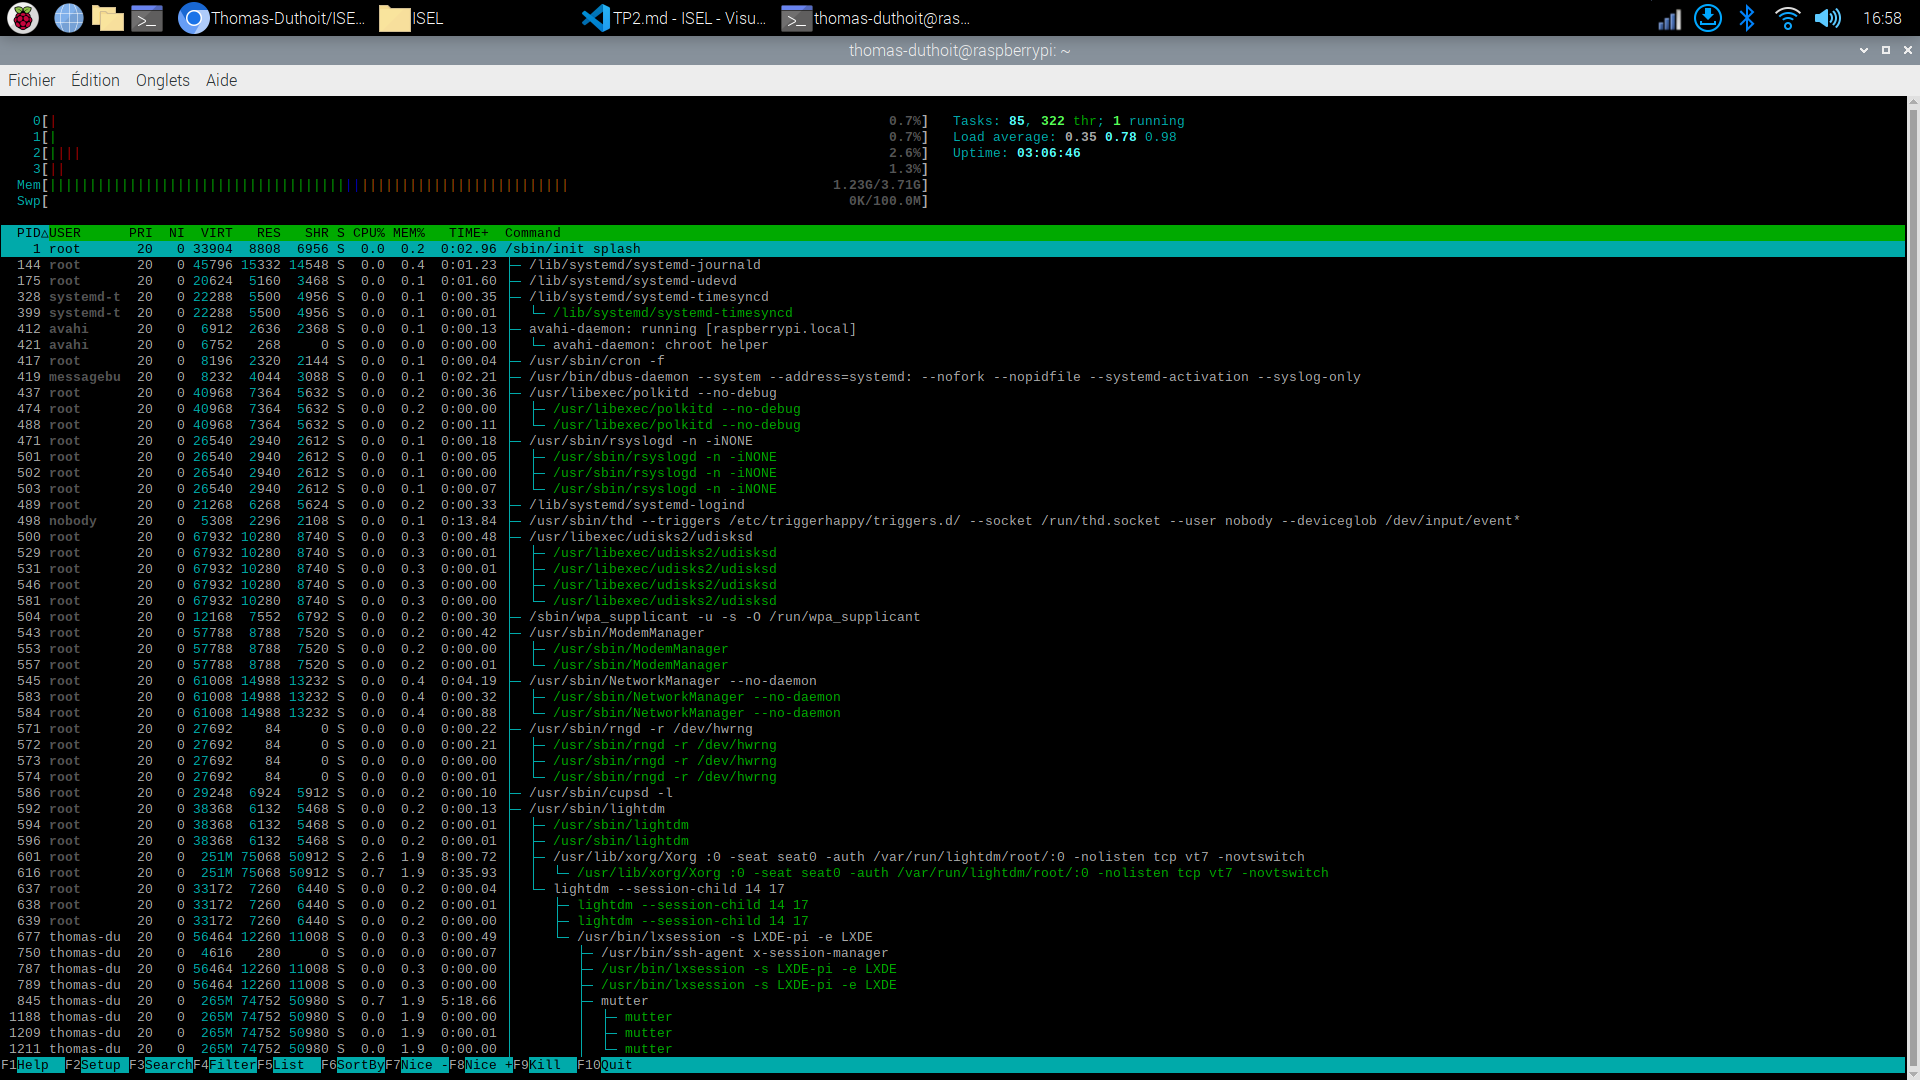 Thomas-Duthoit/ISE... ISEL TP2.md - ISEL - Visu... thomas-duthoit@ras... 16:58
thomas-duthoit@raspberrypi: ~
Fichier Édition Onglets Aide
0[| 0.7%] Tasks: 85, 322 thr; 1 running
1[| 0.7%] Load average: 0.35 0.78 0.98
2[|||| 2.6%] Uptime: 03:06:46
3[|| 1.3%]
Mem[ 1.23G/3.71G]
Swp[ 0K/100.0M]
PID△USER PRI NI VIRT RES SHR S CPU% MEM% TIME+ Command
1 root 20 0 33904 8808 6956 S 0.0 0.2 0:02.96 /sbin/init splash
144 root 20 0 45796 15332 14548 S 0.0 0.4 0:01.23 ├─ /lib/systemd/systemd-journald
175 root 20 0 20624 5160 3468 S 0.0 0.1 0:01.60 ├─ /lib/systemd/systemd-udevd
328 systemd-t 20 0 22288 5500 4956 S 0.0 0.1 0:00.35 ├─ /lib/systemd/systemd-timesyncd
399 systemd-t 20 0 22288 5500 4956 S 0.0 0.1 0:00.01 │ └─ /lib/systemd/systemd-timesyncd
412 avahi 20 0 6912 2636 2368 S 0.0 0.1 0:00.13 ├─ avahi-daemon: running [raspberrypi.local]
421 avahi 20 0 6752 268 0 S 0.0 0.0 0:00.00 │ └─ avahi-daemon: chroot helper
417 root 20 0 8196 2320 2144 S 0.0 0.1 0:00.04 ├─ /usr/sbin/cron -f
419 messagebu 20 0 8232 4044 3088 S 0.0 0.1 0:02.21 ├─ /usr/bin/dbus-daemon --system --address=systemd: --nofork --nopidfile --systemd-activation --syslog-only
437 root 20 0 40968 7364 5632 S 0.0 0.2 0:00.36 ├─ /usr/libexec/polkitd --no-debug
474 root 20 0 40968 7364 5632 S 0.0 0.2 0:00.00 │ ├─ /usr/libexec/polkitd --no-debug
488 root 20 0 40968 7364 5632 S 0.0 0.2 0:00.11 │ └─ /usr/libexec/polkitd --no-debug
471 root 20 0 26540 2940 2612 S 0.0 0.1 0:00.18 ├─ /usr/sbin/rsyslogd -n -iNONE
501 root 20 0 26540 2940 2612 S 0.0 0.1 0:00.05 │ ├─ /usr/sbin/rsyslogd -n -iNONE
502 root 20 0 26540 2940 2612 S 0.0 0.1 0:00.00 │ ├─ /usr/sbin/rsyslogd -n -iNONE
503 root 20 0 26540 2940 2612 S 0.0 0.1 0:00.07 │ └─ /usr/sbin/rsyslogd -n -iNONE
489 root 20 0 21268 6268 5624 S 0.0 0.2 0:00.33 ├─ /lib/systemd/systemd-logind
498 nobody 20 0 5308 2296 2108 S 0.0 0.1 0:13.84 ├─ /usr/sbin/thd --triggers /etc/triggerhappy/triggers.d/ --socket /run/thd.socket --user nobody --deviceglob /dev/input/event*
500 root 20 0 67932 10280 8740 S 0.0 0.3 0:00.48 ├─ /usr/libexec/udisks2/udisksd
529 root 20 0 67932 10280 8740 S 0.0 0.3 0:00.01 │ ├─ /usr/libexec/udisks2/udisksd
531 root 20 0 67932 10280 8740 S 0.0 0.3 0:00.01 │ ├─ /usr/libexec/udisks2/udisksd
546 root 20 0 67932 10280 8740 S 0.0 0.3 0:00.00 │ ├─ /usr/libexec/udisks2/udisksd
581 root 20 0 67932 10280 8740 S 0.0 0.3 0:00.00 │ └─ /usr/libexec/udisks2/udisksd
504 root 20 0 12168 7552 6792 S 0.0 0.2 0:00.30 ├─ /sbin/wpa_supplicant -u -s -O /run/wpa_supplicant
543 root 20 0 57788 8788 7520 S 0.0 0.2 0:00.42 ├─ /usr/sbin/ModemManager
553 root 20 0 57788 8788 7520 S 0.0 0.2 0:00.00 │ ├─ /usr/sbin/ModemManager
557 root 20 0 57788 8788 7520 S 0.0 0.2 0:00.01 │ └─ /usr/sbin/ModemManager
545 root 20 0 61008 14988 13232 S 0.0 0.4 0:04.19 ├─ /usr/sbin/NetworkManager --no-daemon
583 root 20 0 61008 14988 13232 S 0.0 0.4 0:00.32 │ ├─ /usr/sbin/NetworkManager --no-daemon
584 root 20 0 61008 14988 13232 S 0.0 0.4 0:00.88 │ └─ /usr/sbin/NetworkManager --no-daemon
571 root 20 0 27692 84 0 S 0.0 0.0 0:00.22 ├─ /usr/sbin/rngd -r /dev/hwrng
572 root 20 0 27692 84 0 S 0.0 0.0 0:00.21 │ ├─ /usr/sbin/rngd -r /dev/hwrng
573 root 20 0 27692 84 0 S 0.0 0.0 0:00.00 │ ├─ /usr/sbin/rngd -r /dev/hwrng
574 root 20 0 27692 84 0 S 0.0 0.0 0:00.01 │ └─ /usr/sbin/rngd -r /dev/hwrng
586 root 20 0 29248 6924 5912 S 0.0 0.2 0:00.10 ├─ /usr/sbin/cupsd -l
592 root 20 0 38368 6132 5468 S 0.0 0.2 0:00.13 ├─ /usr/sbin/lightdm
594 root 20 0 38368 6132 5468 S 0.0 0.2 0:00.01 │ ├─ /usr/sbin/lightdm
596 root 20 0 38368 6132 5468 S 0.0 0.2 0:00.01 │ ├─ /usr/sbin/lightdm
601 root 20 0 251M 75068 50912 S 2.6 1.9 8:00.72 │ ├─ /usr/lib/xorg/Xorg :0 -seat seat0 -auth /var/run/lightdm/root/:0 -nolisten tcp vt7 -novtswitch
616 root 20 0 251M 75068 50912 S 0.7 1.9 0:35.93 │ │ └─ /usr/lib/xorg/Xorg :0 -seat seat0 -auth /var/run/lightdm/root/:0 -nolisten tcp vt7 -novtswitch
637 root 20 0 33172 7260 6440 S 0.0 0.2 0:00.04 │ └─ lightdm --session-child 14 17
638 root 20 0 33172 7260 6440 S 0.0 0.2 0:00.01 │ ├─ lightdm --session-child 14 17
639 root 20 0 33172 7260 6440 S 0.0 0.2 0:00.00 │ ├─ lightdm --session-child 14 17
677 thomas-du 20 0 56464 12260 11008 S 0.0 0.3 0:00.49 │ └─ /usr/bin/lxsession -s LXDE-pi -e LXDE
750 thomas-du 20 0 4616 280 0 S 0.0 0.0 0:00.07 │ ├─ /usr/bin/ssh-agent x-session-manager
787 thomas-du 20 0 56464 12260 11008 S 0.0 0.3 0:00.00 │ ├─ /usr/bin/lxsession -s LXDE-pi -e LXDE
789 thomas-du 20 0 56464 12260 11008 S 0.0 0.3 0:00.00 │ ├─ /usr/bin/lxsession -s LXDE-pi -e LXDE
845 thomas-du 20 0 265M 74752 50980 S 0.7 1.9 5:18.66 │ ├─ mutter
1188 thomas-du 20 0 265M 74752 50980 S 0.0 1.9 0:00.00 │ │ ├─ mutter
1209 thomas-du 20 0 265M 74752 50980 S 0.0 1.9 0:00.01 │ │ ├─ mutter
1211 thomas-du 20 0 265M 74752 50980 S 0.0 1.9 0:00.00 │ │ └─ mutter
F1Help F2Setup F3SearchF4FilterF5List F6SortByF7Nice -F8Nice +F9Kill F10Quit